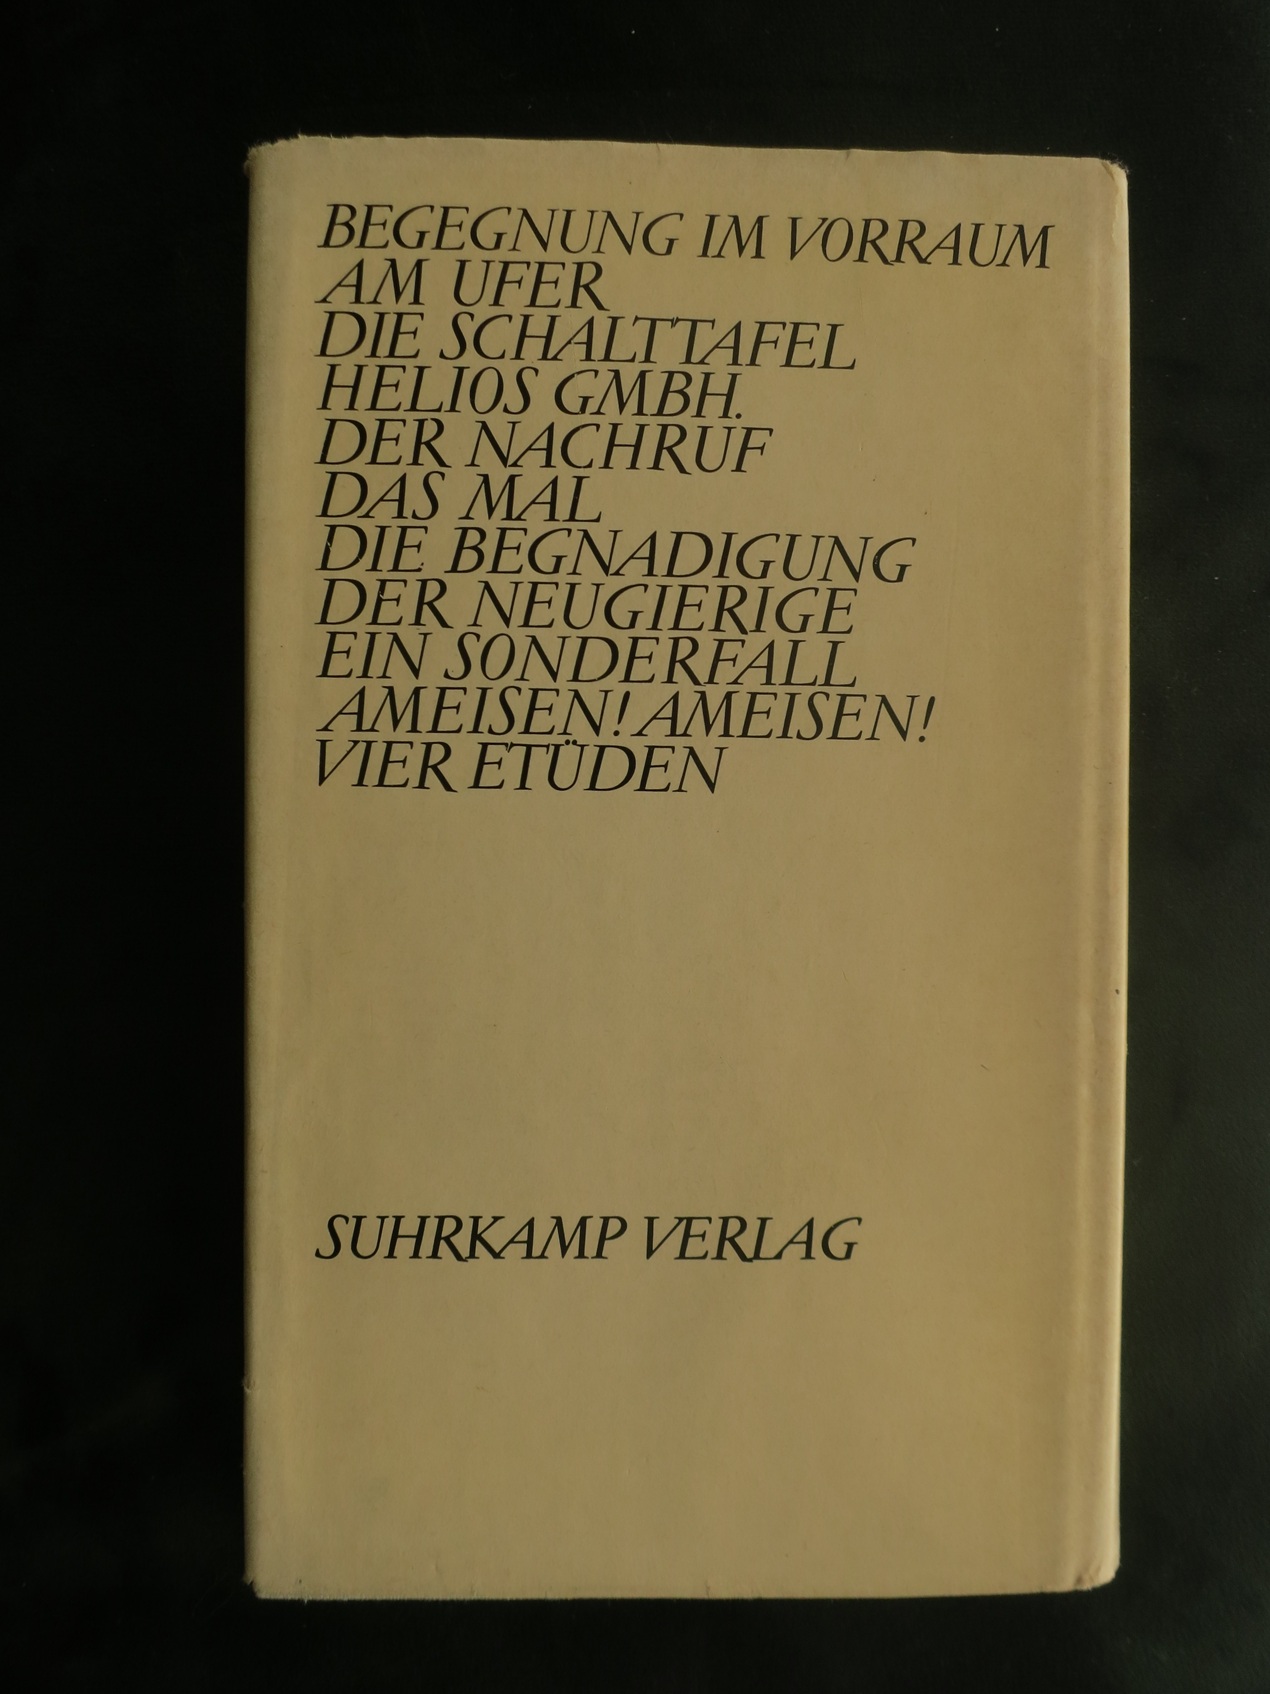 BEGEGNUNG IM VORRAUM
AM UFER
DIE SCHALTTAFEL
HELIOS GMBH.
DER NACHRUF
DAS MAL
DIE BEGNADIGUNG
DER NEUGIERIGE
EIN SONDERFALL
AMEISEN! AMEISEN!
VIER ETÜDEN
SUHRKAMP VERLAG